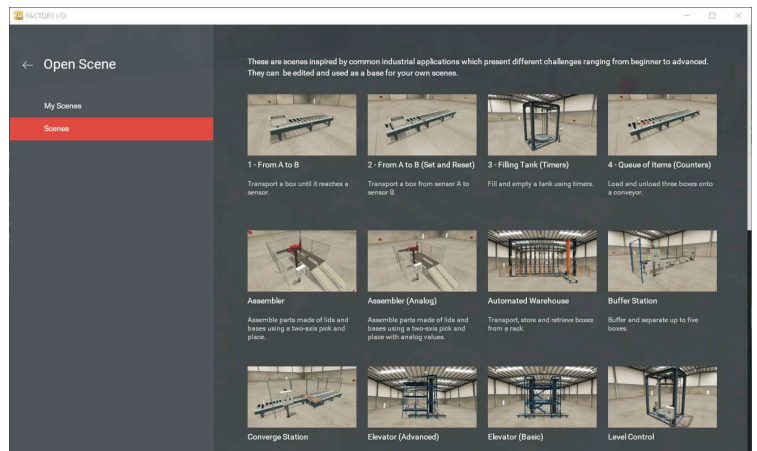 FACTORY I/O
Open Scene
My Scenes
Scenes
These are scenes inspired by common industrial applications which present different challenges ranging from beginner to advanced.
They can be edited and used as a base for your own scenes.
1 - From A to B
2 - From A to B (Set and Reset)
3 - Filling Tank (Timers)
4 - Queue of Items (Counters)
Transport a box until it reaches a
sensor.
Transport a box from sensor A to
sensor B.
Fill and empty a tank using timers.
Load and unload three boxes onto
a conveyor.
Assembler
Assembler (Analog)
Automated Warehouse
Buffer Station
Assemble parts made of lids and
bases using a two-axis pick and
place.
Assemble parts made of lids and
bases using a two-axis pick and
place with analog values.
Transport, store and retrieve boxes
from a rack.
Buffer and separate up to five
boxes.
Converge Station
Elevator (Advanced)
Elevator (Basic)
Level Control